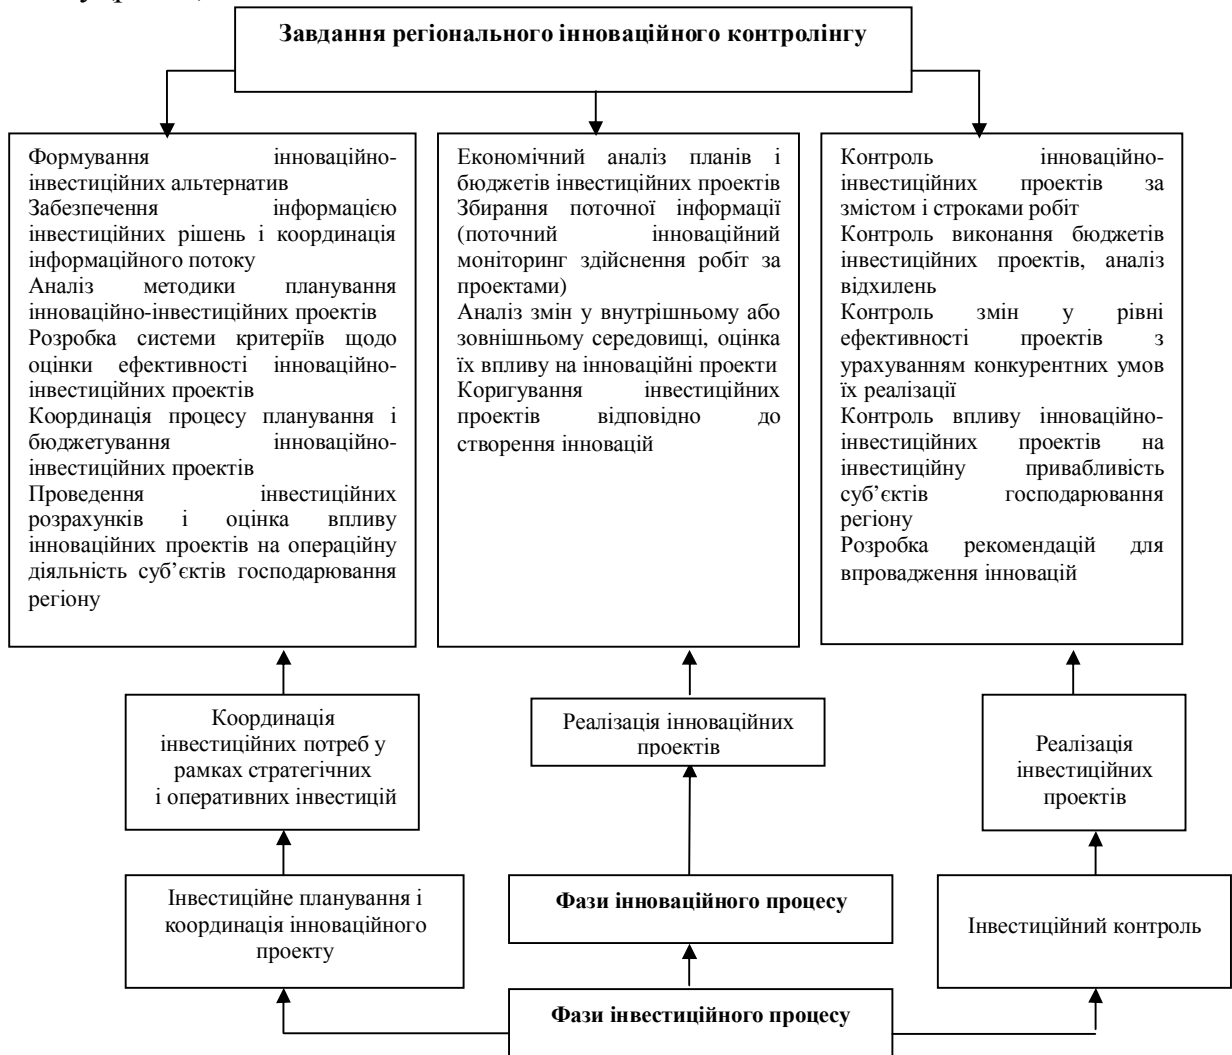 Завдання регіонального інноваційного контролінгу
Формування інноваційно-
інвестиційних альтернатив
Забезпечення інформацією
інвестиційних рішень і координація
інформаційного потоку
Аналіз методики планування
інноваційно-інвестиційних проектів
Розробка системи критеріїв щодо
оцінки ефективності інноваційно-
інвестиційних проектів
Координація процесу планування і
бюджетування інноваційно-
інвестиційних проектів
Проведення інвестиційних
розрахунків і оцінка впливу
інноваційних проектів на операційну
діяльність суб’єктів господарювання
регіону
Економічний аналіз планів і
бюджетів інвестиційних проектів
Збирання поточної інформації
(поточний інноваційний
моніторинг здійснення робіт за
проектами)
Аналіз змін у внутрішньому або
зовнішньому середовищі, оцінка
їх впливу на інноваційні проекти
Коригування інвестиційних
проектів відповідно до
створення інновацій
Контроль інноваційно-
інвестиційних проектів за
змістом і строками робіт
Контроль виконання бюджетів
інвестиційних проектів, аналіз
відхилень
Контроль змін у рівні
ефективності проектів з
урахуванням конкурентних умов
їх реалізації
Контроль впливу інноваційно-
інвестиційних проектів на
інвестиційну привабливість
суб’єктів господарювання
регіону
Розробка рекомендацій для
впровадження інновацій
Координація
інвестиційних потреб у
рамках стратегічних
і оперативних інвестицій
Реалізація інноваційних
проектів
Реалізація
інвестиційних
проектів
Інвестиційне планування і
координація інноваційного
проекту
Фази інноваційного процесу
Інвестиційний контроль
Фази інвестиційного процесу